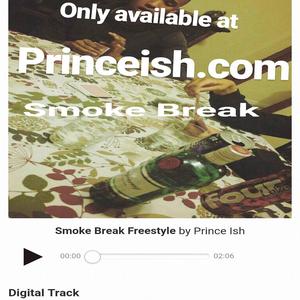 Only available at
Princeish.com
Smoke Break
FOUR
Smoke Break Freestyle by Prince Ish
00:00
02:06
Digital Track